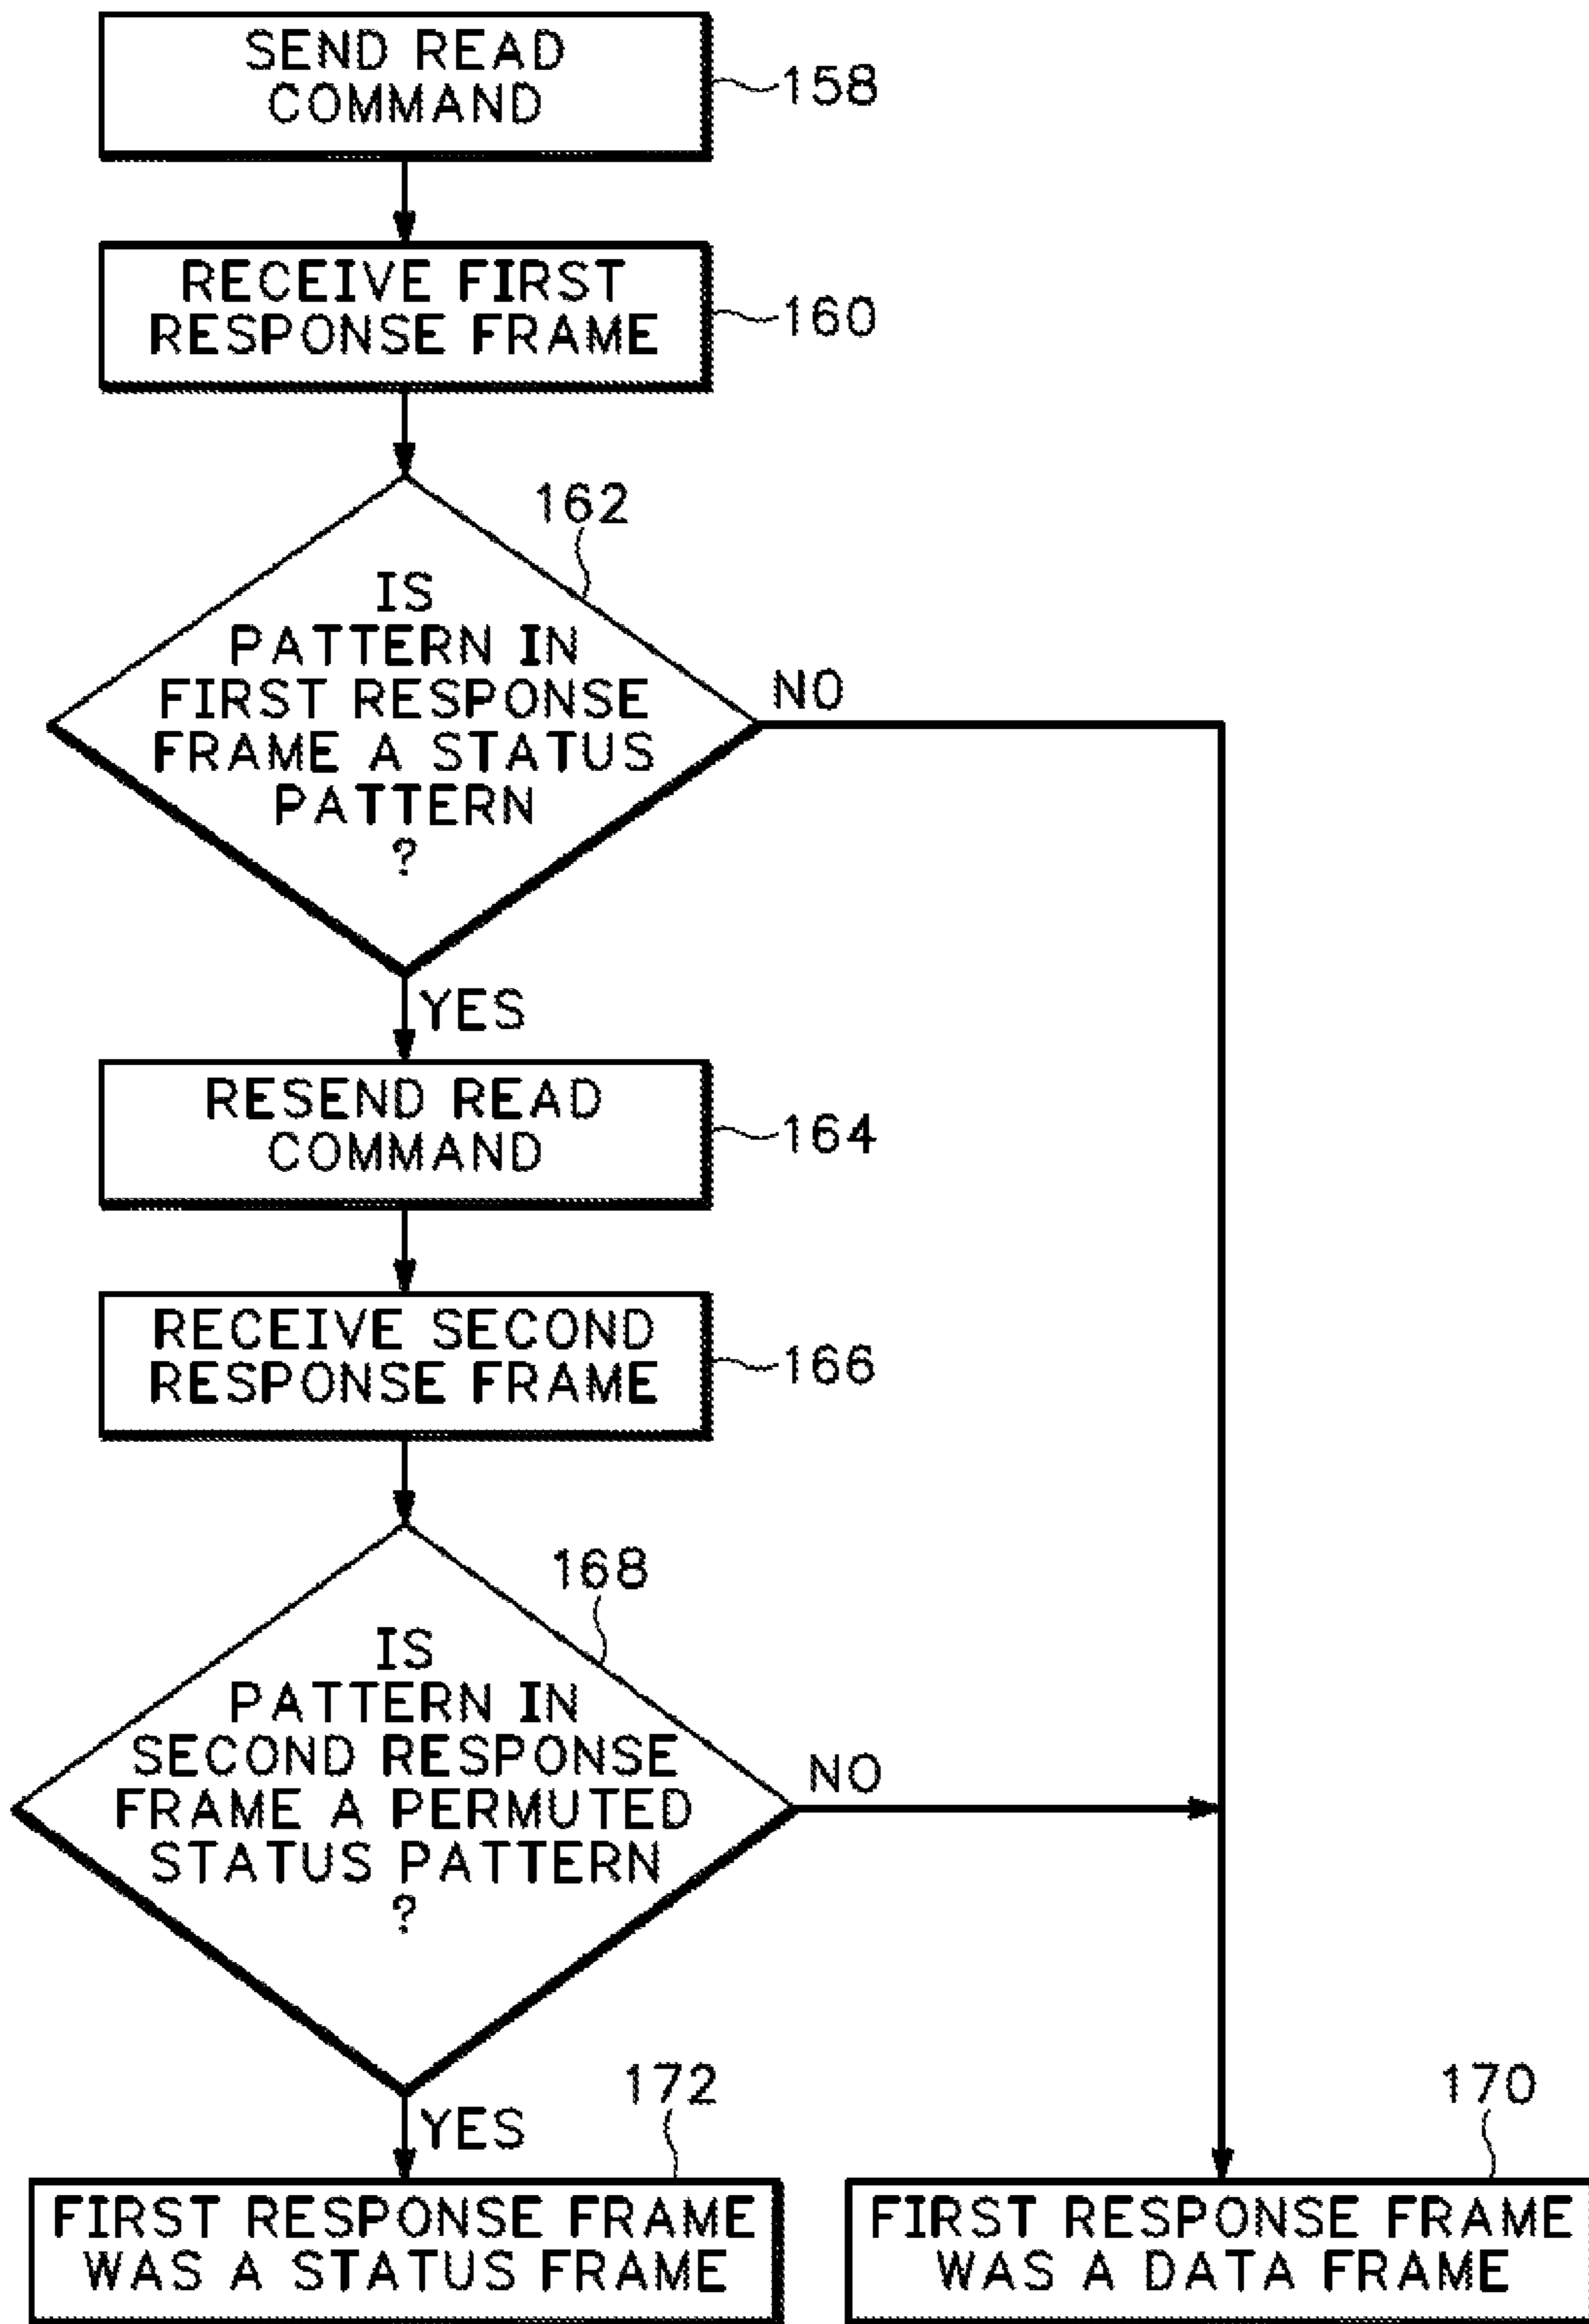 SEND READ
COMMAND
158
RECEIVE FIRST
RESPONSE FRAME
160
162
IS
PATTERN IN
FIRST RESPONSE
FRAME A STATUS
PATTERN
?
NO
YES
RESEND READ
COMMAND
164
RECEIVE SECOND
RESPONSE FRAME
166
168
IS
PATTERN IN
SECOND RESPONSE
FRAME A PERMUTED
STATUS PATTERN
?
NO
YES
172
FIRST RESPONSE FRAME
WAS A STATUS FRAME
170
FIRST RESPONSE FRAME
WAS A DATA FRAME